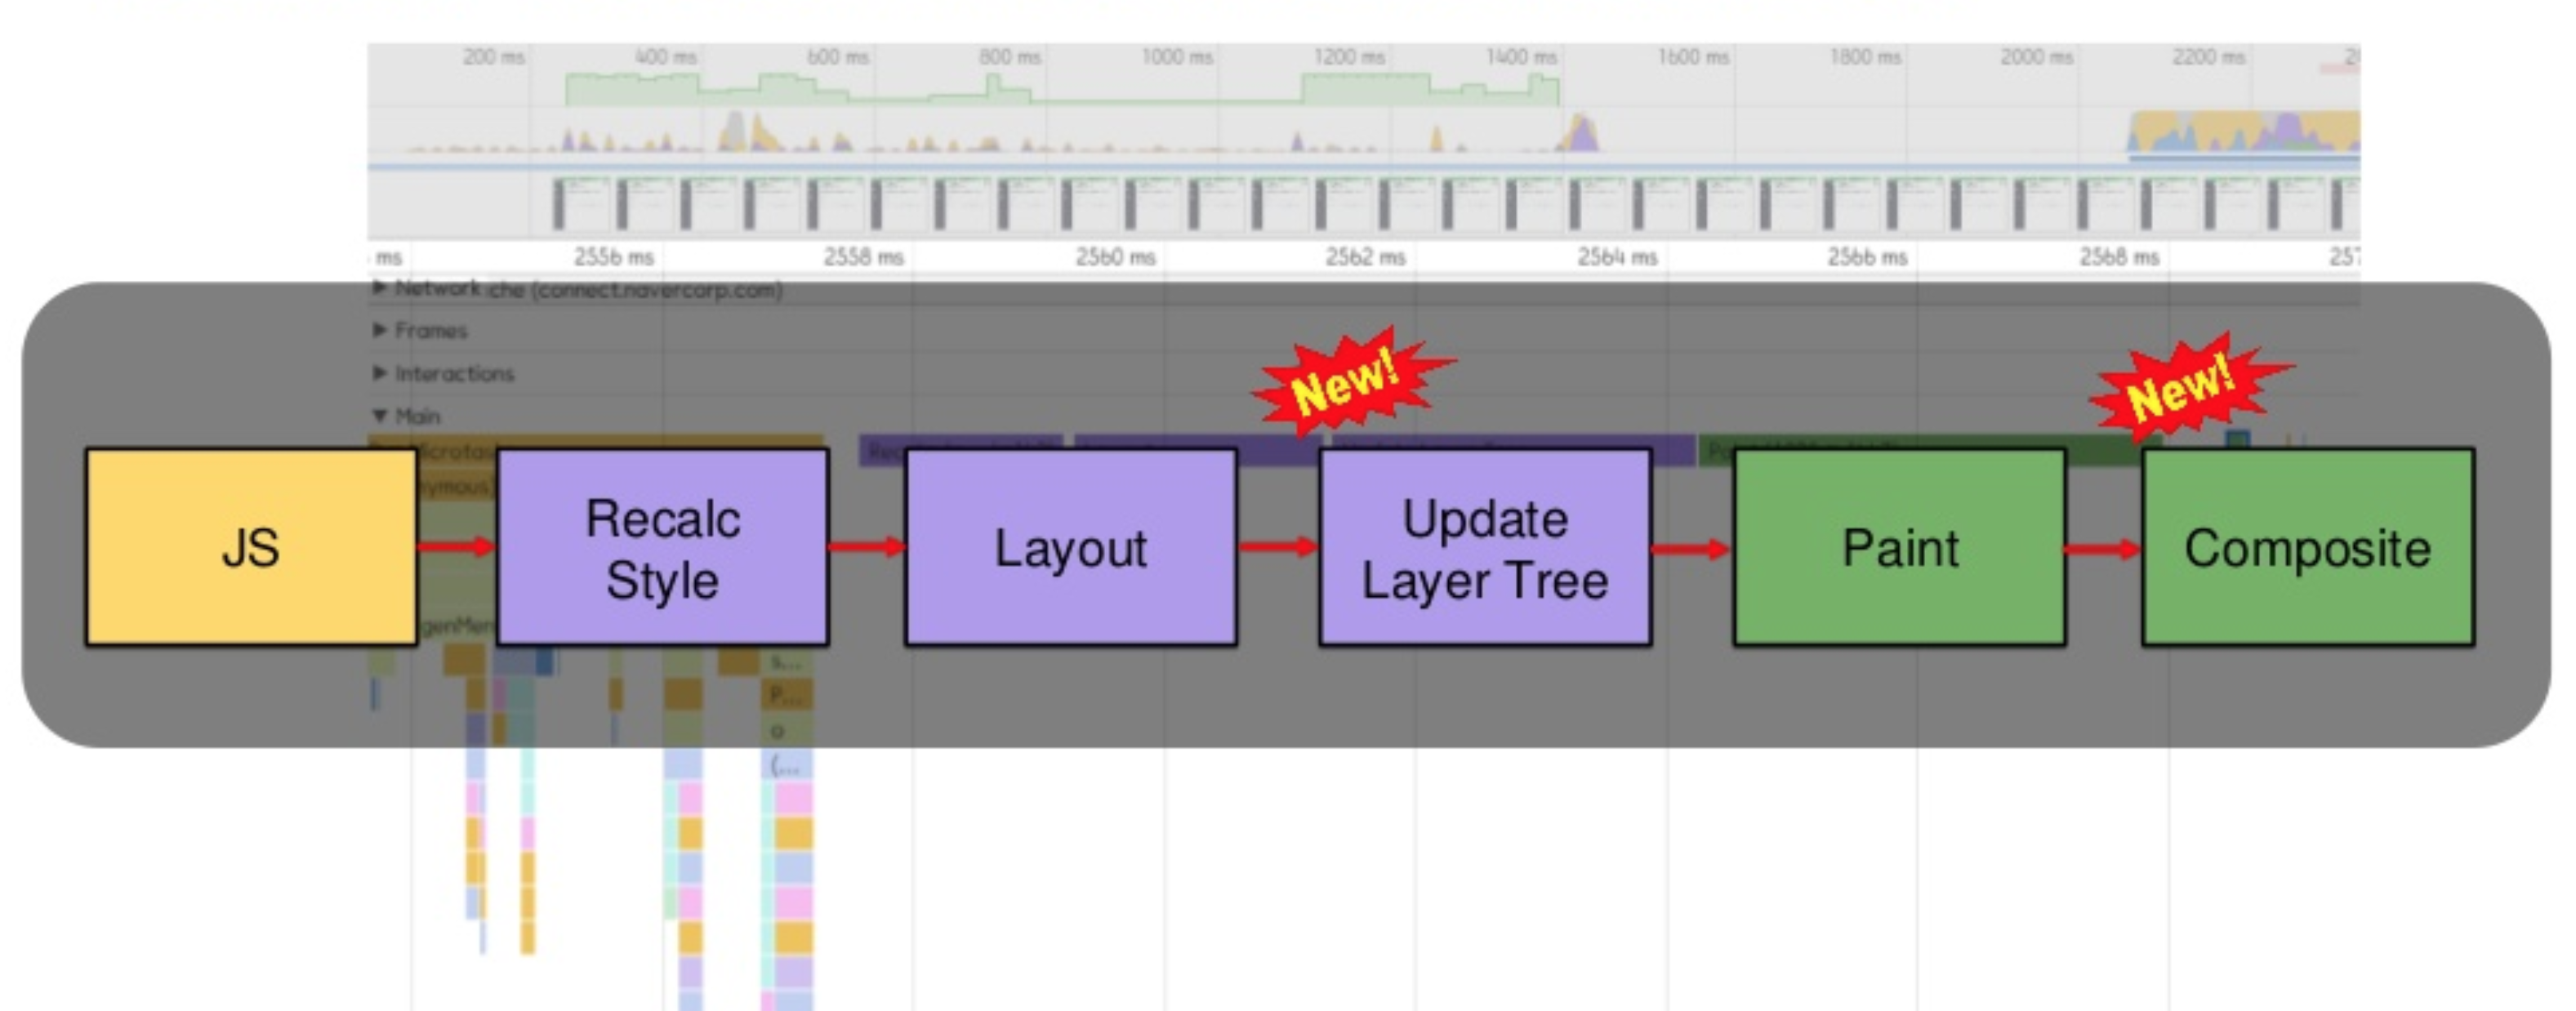 200 ms 400 ms 600 ms 800 ms 1000 ms 1200 ms 1400 ms 1600 ms 1800 ms 2000 ms 2200 ms
ms 2556 ms 2558 ms 2560 ms 2562 ms 2564 ms 2566 ms 2568 ms 257
Network :che (connect.navercorp.com)
Frames
Interactions
Main
New!
New!
JS
Recalc
Style
Layout
Update
Layer Tree
Paint
Composite
s...
P...
o
(...